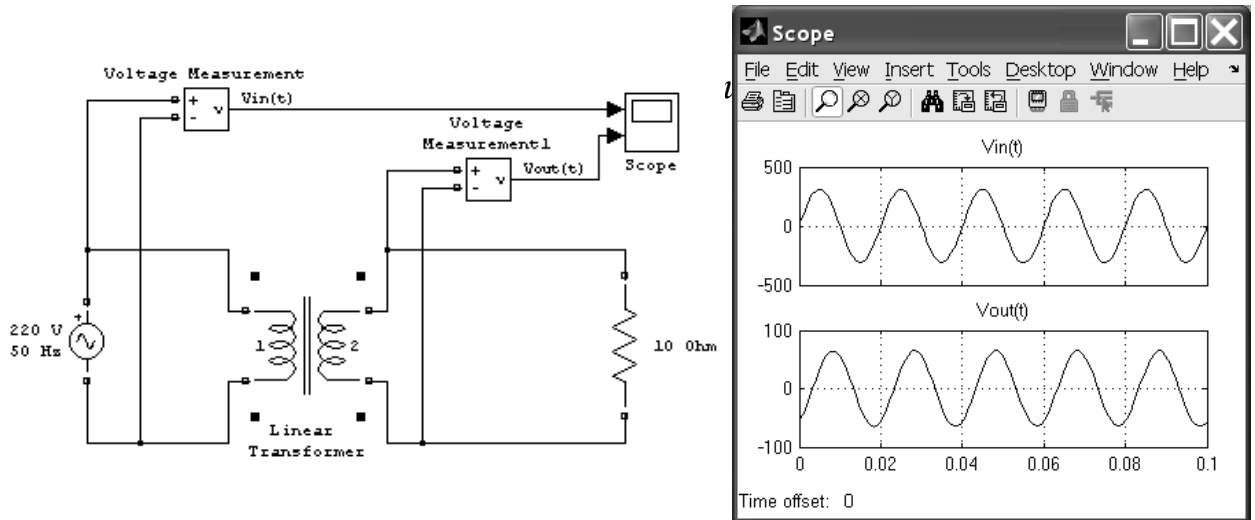 Voltage Measurement
+
-
v
Vin(t)
Voltage
Measurement1
+
-
v
Vout(t)
Scope
+
220 V
50 Hz
1
2
10 Ohm
Linear
Transformer
Scope
File Edit View Insert Tools Desktop Window Help
Vin(t)
500
0
-500
Vout(t)
100
0
-100
0 0.02 0.04 0.06 0.08 0.1
Time offset: 0